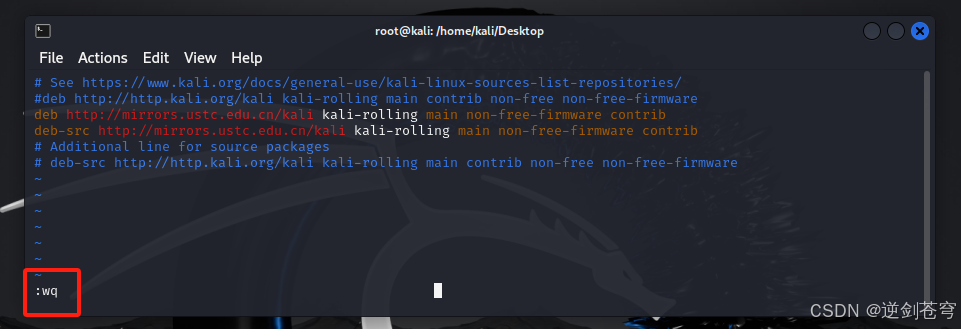 root@kali: /home/kali/Desktop
File Actions Edit View Help
# See https://www.kali.org/docs/general-use/kali-linux-sources-list-repositories/
#deb http://http.kali.org/kali kali-rolling main contrib non-free non-free-firmware
deb http://mirrors.ustc.edu.cn/kali kali-rolling main non-free-firmware contrib
deb-src http://mirrors.ustc.edu.cn/kali kali-rolling main non-free-firmware contrib
# Additional line for source packages
# deb-src http://http.kali.org/kali kali-rolling main contrib non-free non-free-firmware
~
~
~
~
~
~
~
:wq
CSDN @逆剑苍穹